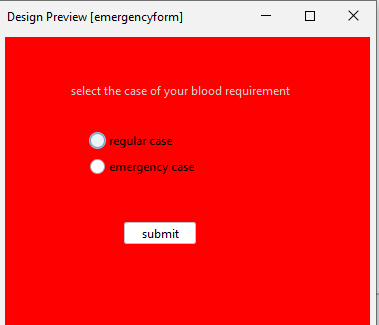 Design Preview [emergencyform]
select the case of your blood requirement
regular case
emergency case
submit